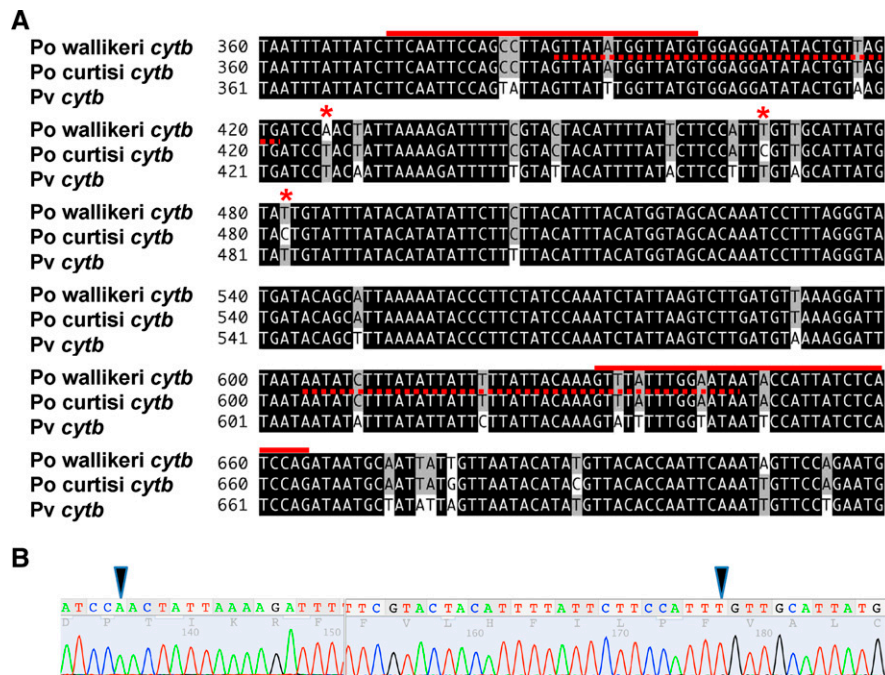 A
Po wallikeri cytb 360 TAATTTATTATCTTCAATTCCAGCCTTAGTTATATGGTTATGTGGAGGATATACTGTTAG
Po curtisi cytb 360 TAATTTATTATCTTCAATTCCAGCCTTAGTTATATGGTTATGTGGAGGATATACTGTTAG
Pv cytb 361 TAATTTATTATCTTCAATTCCAGTATTAGTTATTTGGTTATGTGGAGGATATACTGTAAG
* *
Po wallikeri cytb 420 TGATCCAACTATTAAAAGATTTTTCGTACTACATTTTATTCTTCCATTTGTTGCATTATG
Po curtisi cytb 420 TGATCCTACTATTAAAAGATTTTTCGTACTACATTTTATTCTTCCATTCGTTGCATTATG
Pv cytb 421 TGATCCTACAATTAAAAGATTTTTTGTATTACATTTTATACTTCCTTTTGTAGCATTATG
*
Po wallikeri cytb 480 TATTGTATTTATACATATATTCTTCTTACATTTACATGGTAGCACAAATCCTTTAGGGTA
Po curtisi cytb 480 TACTGTATTTATACATATATTCTTCTTACATTTACATGGTAGCACAAATCCTTTAGGGTA
Pv cytb 481 TATTGTATTTATACATATATTCTTTTTACATTTACATGGTAGCACAAATCCTTTAGGGTA
Po wallikeri cytb 540 TGATACAGCATTAAAAATACCCTTCTATCCAAATCTATTAAGTCTTGATGTTAAAGGATT
Po curtisi cytb 540 TGATACAGCATTAAAAATACCCTTCTATCCAAATCTATTAAGTCTTGATGTTAAAGGATT
Pv cytb 541 TGATACAGCTTTAAAAATACCCTTCTATCCAAATCTATTAAGTCTTGATGTAAAAGGATT
Po wallikeri cytb 600 TAATAATATCTTTATATTATTTTTATTACAAAGTTTATTTGGAATAATACCATTATCTCA
Po curtisi cytb 600 TAATAATATCTTTATATTATTTTTATTACAAAGTTTATTTGGAATAATACCATTATCTCA
Pv cytb 601 TAATAATATATTTATATTATTCTTATTACAAAGTATTTTTGGTATAATTCCATTATCTCA
Po wallikeri cytb 660 TCCAGATAATGCAATTATTGTTAATACATATGTTACACCAATTCAAATAGTTCCAGAATG
Po curtisi cytb 660 TCCAGATAATGCAATTATGGTTAATACATACGTTACACCAATTCAAATTGTTCCAGAATG
Pv cytb 661 TCCAGATAATGCTATATTAGTTAATACATATGTTACACCAATTCAAATTGTTCCTGAATG
B
ATCCAACTATTAAAAGATTT TTCGTACTACATTTTATTCTTCCATTTGTTGCATTATG
D P T I K R F F V L H F I L P F V A L C
140 150 160 170 180